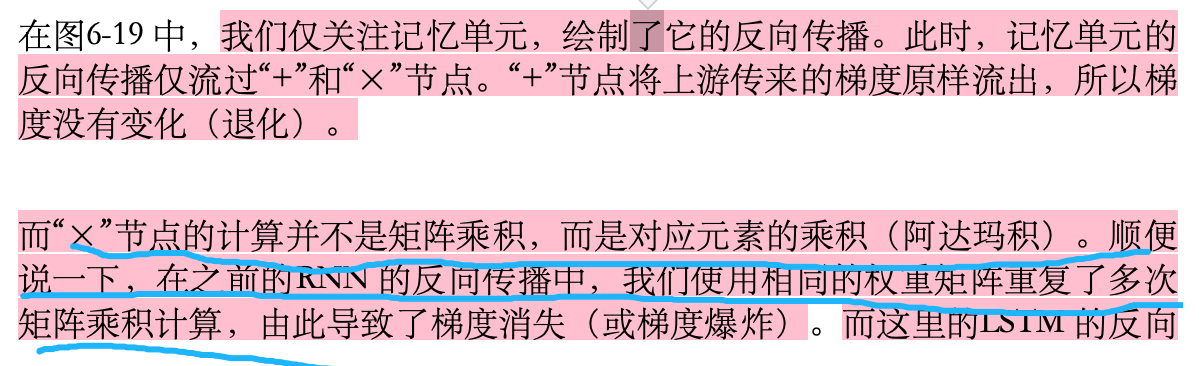 在图6-19 中，我们仅关注记忆单元，绘制了它的反向传播。此时，记忆单元的
反向传播仅流过“+”和“×”节点。“+”节点将上游传来的梯度原样流出，所以梯
度没有变化（退化）。
而“×”节点的计算并不是矩阵乘积，而是对应元素的乘积（阿达玛积）。顺便
说一下，在之前的RNN 的反向传播中，我们使用相同的权重矩阵重复了多次
矩阵乘积计算，由此导致了梯度消失（或梯度爆炸）。而这里的LSTM 的反向